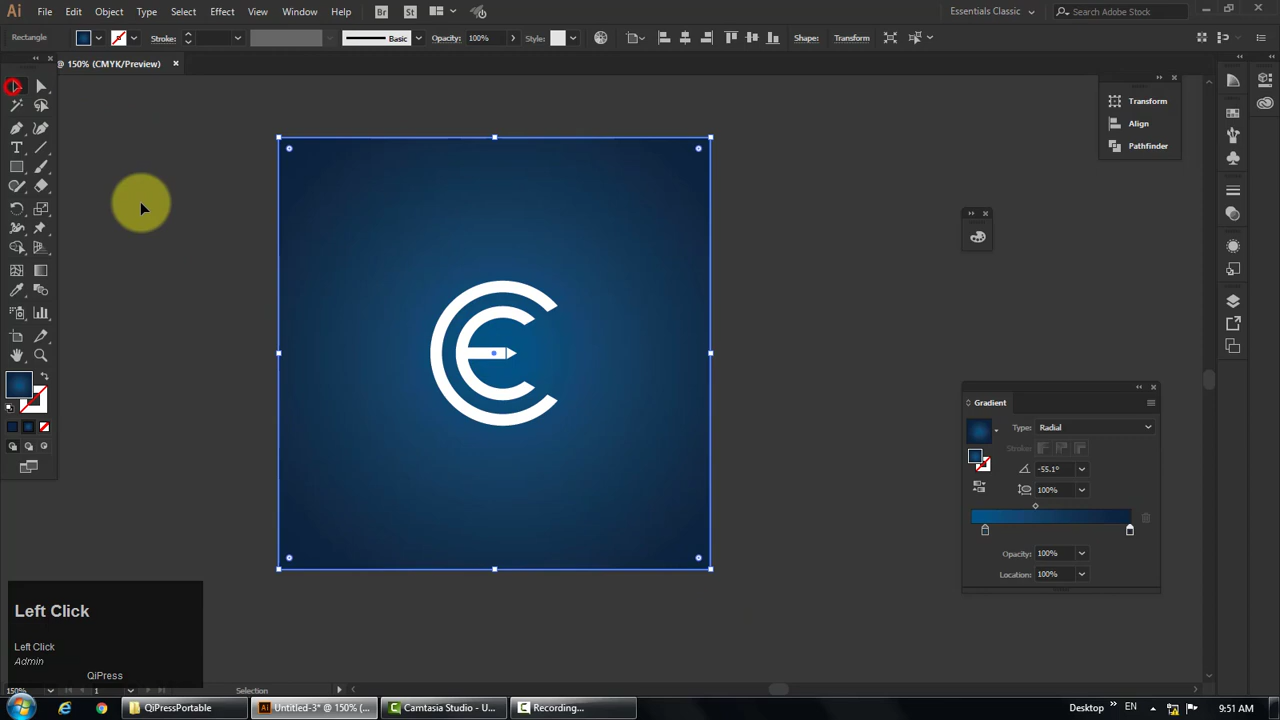 Ai File Edit Object Type Select Effect View Window Help Br St Essentials Classic Search Adobe Stock
Rectangle Stroke: Basic Opacity: 100% Style: Shape: Transform
@ 150% (CMYK/Preview) ×
Transform
Align
Pathfinder
Gradient
Type: Radial
Stroke:
-55.1°
100%
Opacity: 100%
Location: 100%
Left Click
Left Click
Admin
QiPress
150% 1 Selection
QiPressPortable Untitled-3* @ 150% (... Camtasia Studio - U... Recording... Desktop EN 9:51 AM